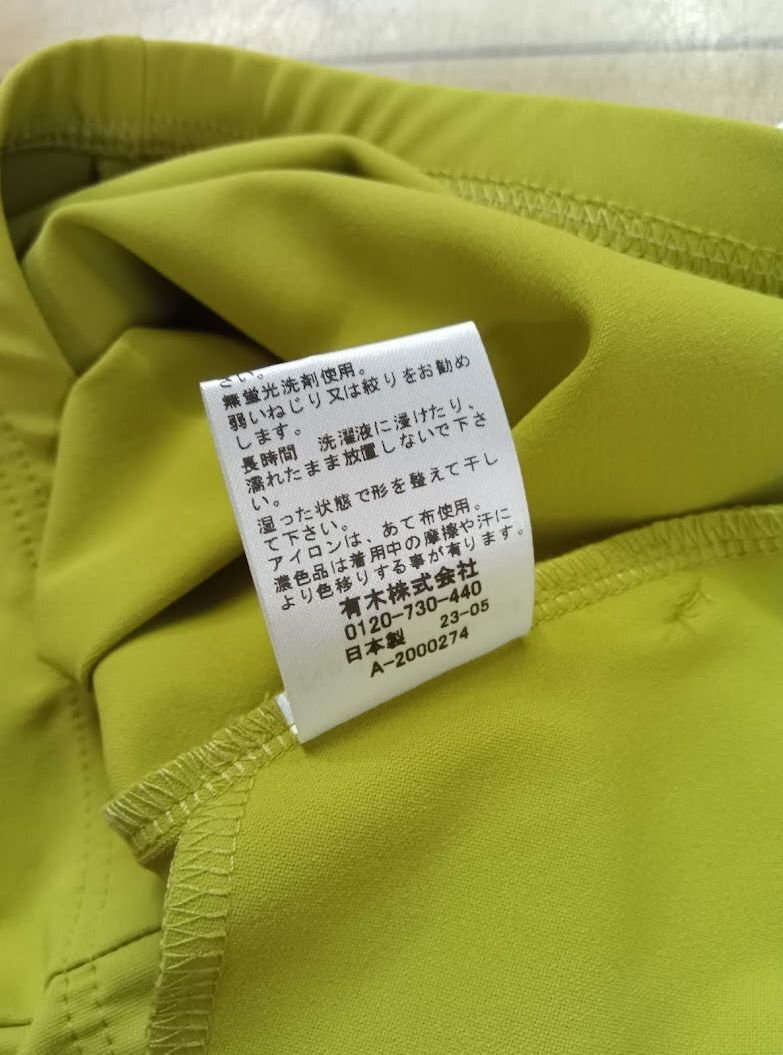 さい。
無蛍光洗剤使用。
弱いねじり又は絞りをお勧め
します。
長時間 洗濯液に浸けたり、
濡れたまま放置しないで下さ
い。
湿った状態で形を整えて干し
て下さい。
アイロンは、あて布使用。
濃色品は着用中の摩擦や汗に
より色移りする事が有ります。
有木株式会社
0120-730-440
日本製 23-05
A-2000274